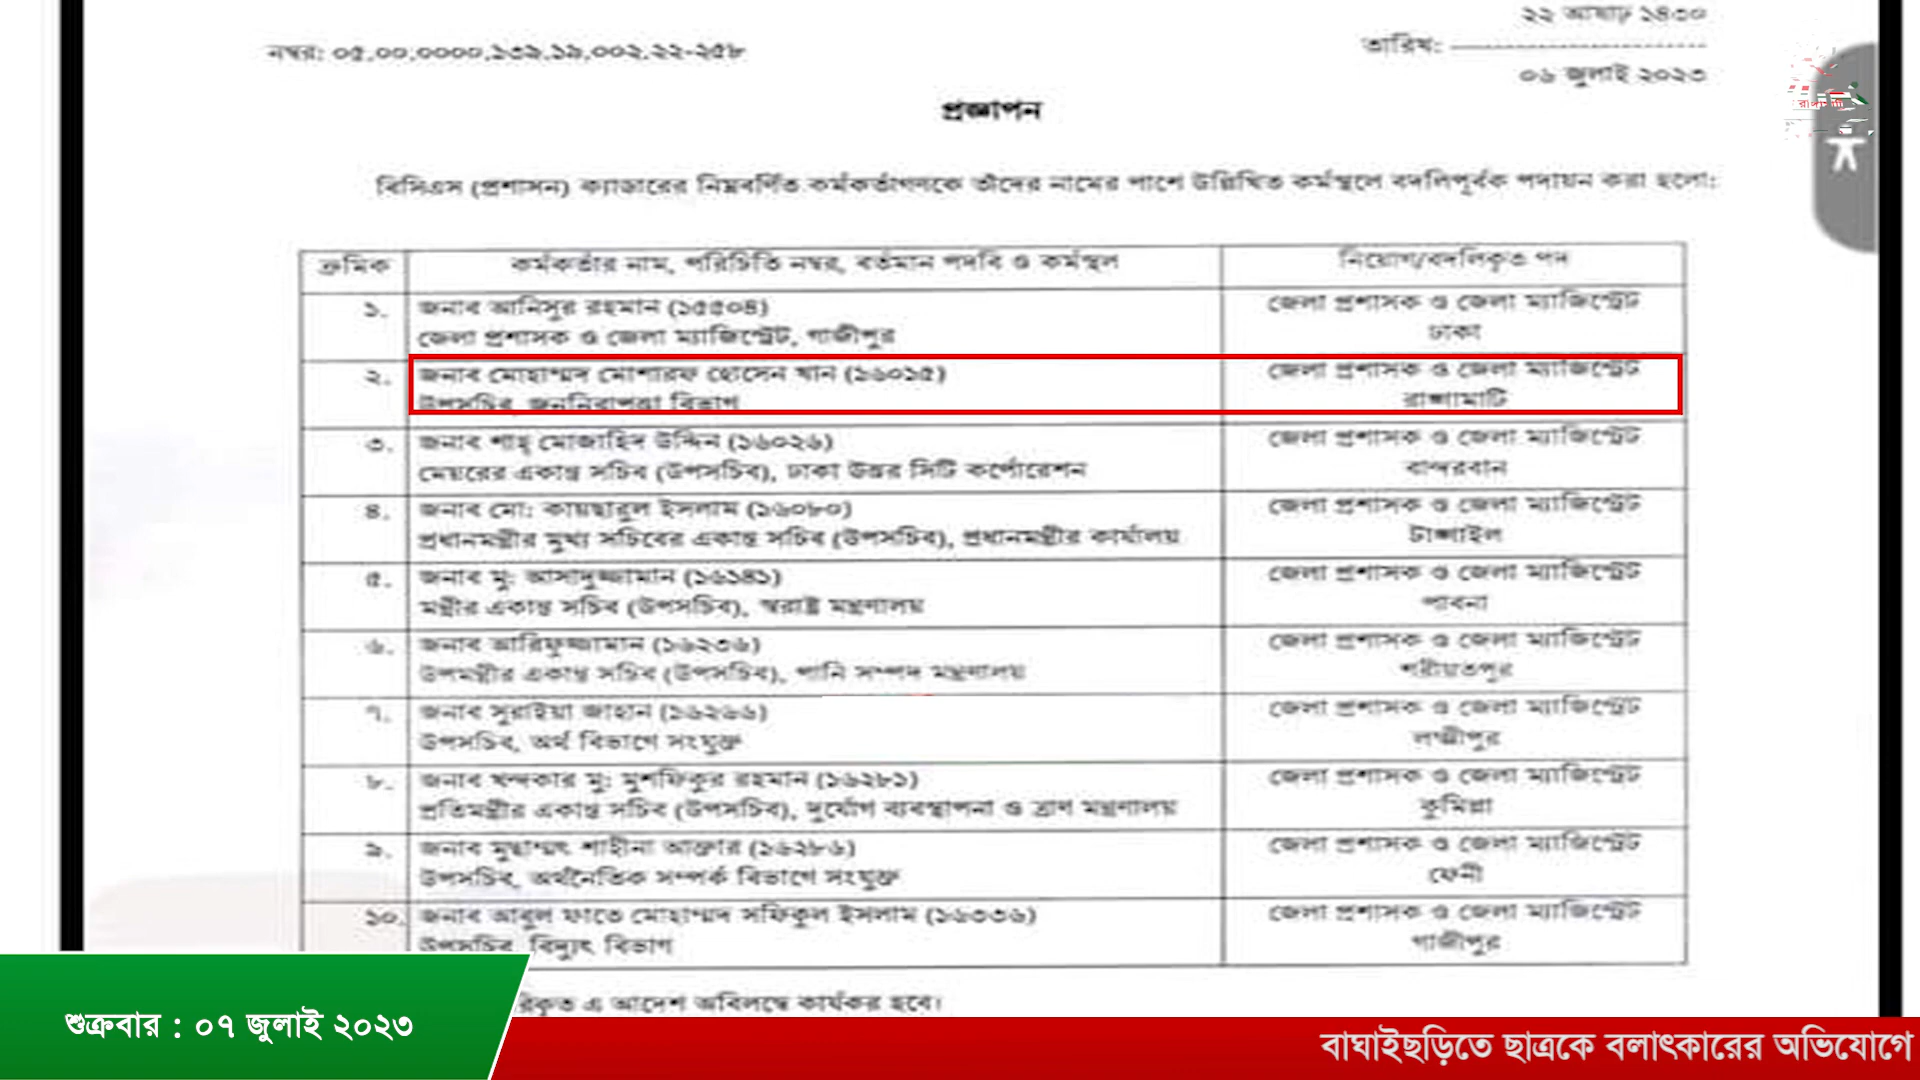 ২২ আষাঢ় ১৪৩০
নম্বর: ০৫.০০.০০০০.১৩২.১৯.০০২.২২-২৫৮
তারিখ: ---------------------------
০৬ জুলাই ২০২৩
প্রজ্ঞাপন
বিসিএস (প্রশাসন) ক্যাডারের নিম্নবর্ণিত কর্মকর্তাগণকে তাঁদের নামের পাশে উল্লিখিত কর্মস্থলে বদলিপূর্বক পদায়ন করা হলো:
ক্রমিক কর্মকর্তার নাম, পরিচিতি নম্বর, বর্তমান পদবি ও কর্মস্থল নিয়োগ/বদলিকৃত পদ
১. জনাব আনিসুর রহমান (১৫৫০৪) জেলা প্রশাসক ও জেলা ম্যাজিস্ট্রেট
জেলা প্রশাসক ও জেলা ম্যাজিস্ট্রেট, গাজীপুর ঢাকা
২. জনাব মোহাম্মদ মোশারফ হোসেন খান (১৬০১৫) জেলা প্রশাসক ও জেলা ম্যাজিস্ট্রেট
উপসচিব, জননিরাপত্তা বিভাগ রাঙ্গামাটি
৩. জনাব শাহ্ মোজাহিদ উদ্দিন (১৬০২৬) জেলা প্রশাসক ও জেলা ম্যাজিস্ট্রেট
মেয়রের একান্ত সচিব (উপসচিব), ঢাকা উত্তর সিটি কর্পোরেশন বান্দরবান
৪. জনাব মো: কায়ছারুল ইসলাম (১৬০৮০) জেলা প্রশাসক ও জেলা ম্যাজিস্ট্রেট
প্রধানমন্ত্রীর মুখ্য সচিবের একান্ত সচিব (উপসচিব), প্রধানমন্ত্রীর কার্যালয় টাঙ্গাইল
৫. জনাব মু: আসাদুজ্জামান (১৬১৪১) জেলা প্রশাসক ও জেলা ম্যাজিস্ট্রেট
মন্ত্রীর একান্ত সচিব (উপসচিব), স্বরাষ্ট্র মন্ত্রণালয় পাবনা
৬. জনাব আরিফুজ্জামান (১৬২৩৬) জেলা প্রশাসক ও জেলা ম্যাজিস্ট্রেট
উপমন্ত্রীর একান্ত সচিব (উপসচিব), পানি সম্পদ মন্ত্রণালয় শরীয়তপুর
৭. জনাব সুরাইয়া জাহান (১৬২৬৬) জেলা প্রশাসক ও জেলা ম্যাজিস্ট্রেট
উপসচিব, অর্থ বিভাগে সংযুক্ত লক্ষ্মীপুর
৮. জনাব খন্দকার মু: মুশফিকুর রহমান (১৬২৮১) জেলা প্রশাসক ও জেলা ম্যাজিস্ট্রেট
প্রতিমন্ত্রীর একান্ত সচিব (উপসচিব), দুর্যোগ ব্যবস্থাপনা ও ত্রাণ মন্ত্রণালয় কুমিল্লা
৯. জনাব মুছাম্মৎ শাহীনা আক্তার (১৬২৮৬) জেলা প্রশাসক ও জেলা ম্যাজিস্ট্রেট
উপসচিব, অর্থনৈতিক সম্পর্ক বিভাগে সংযুক্ত ফেনী
১০. জনাব আবুল ফাতে মোহাম্মদ সফিকুল ইসলাম (১৬৩৩৬) জেলা প্রশাসক ও জেলা ম্যাজিস্ট্রেট
উপসচিব, বিদ্যুৎ বিভাগ গাজীপুর
এ আদেশ অবিলম্বে কার্যকর হবে।
শুক্রবার : ০৭ জুলাই ২০২৩
বাঘাইছড়িতে ছাত্রকে বলাৎকারের অভিযোগে